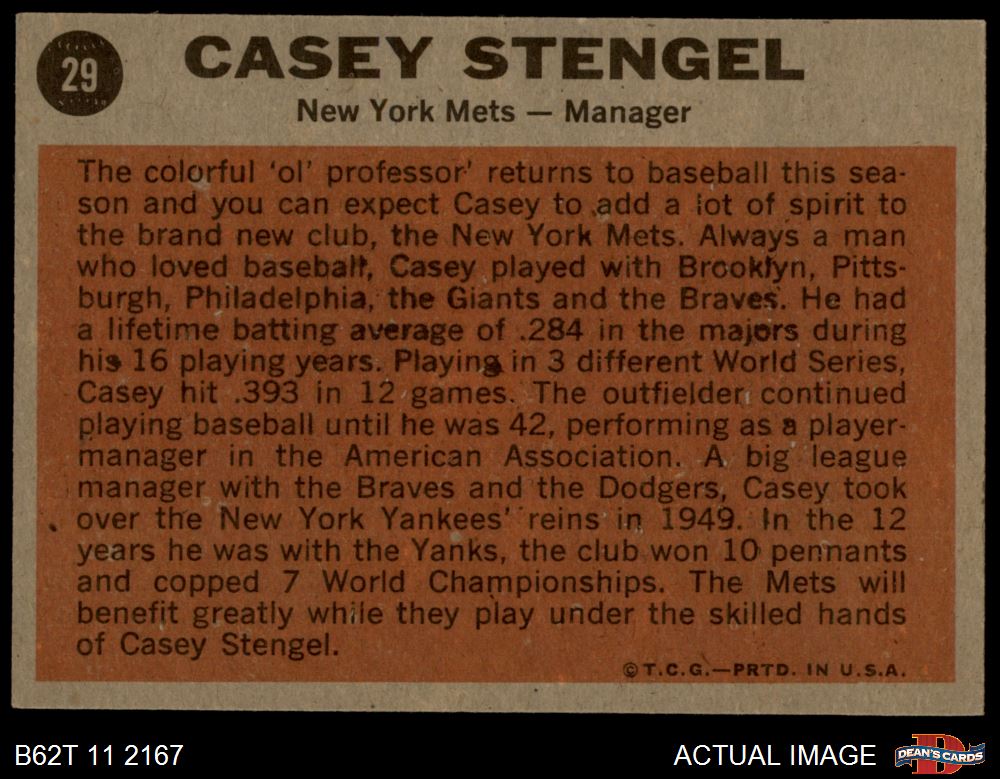 29
CASEY STENGEL
New York Mets — Manager
The colorful 'ol' professor' returns to baseball this sea-
son and you can expect Casey to add a lot of spirit to
the brand new club, the New York Mets. Always a man
who loved baseball, Casey played with Brooklyn, Pitts-
burgh, Philadelphia, the Giants and the Braves. He had
a lifetime batting average of .284 in the majors during
his 16 playing years. Playing in 3 different World Series,
Casey hit .393 in 12 games. The outfielder continued
playing baseball until he was 42, performing as a player-
manager in the American Association. A big league
manager with the Braves and the Dodgers, Casey took
over the New York Yankees' reins in 1949. In the 12
years he was with the Yanks, the club won 10 pennants
and copped 7 World Championships. The Mets will
benefit greatly while they play under the skilled hands
of Casey Stengel.
©T.C.G.—PRTD. IN U.S.A.
B62T 11 2167
ACTUAL IMAGE
D
DEAN'S CARDS